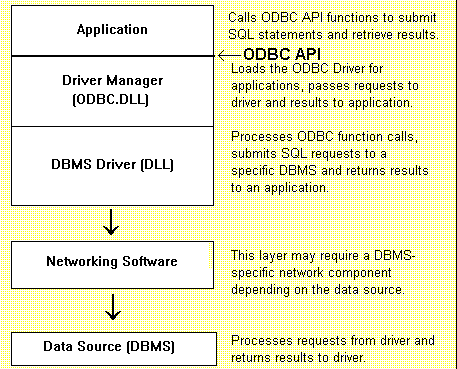 Application
Calls ODBC API functions to submit
SQL statements and retrieve results.
ODBC API
Driver Manager
(ODBC.DLL)
Loads the ODBC Driver for
applications, passes requests to
driver and results to application.
DBMS Driver (DLL)
Processes ODBC function calls,
submits SQL requests to a
specific DBMS and returns results
to an application.
Networking Software
This layer may require a DBMS-
specific network component
depending on the data source.
Data Source (DBMS)
Processes requests from driver and
returns results to driver.